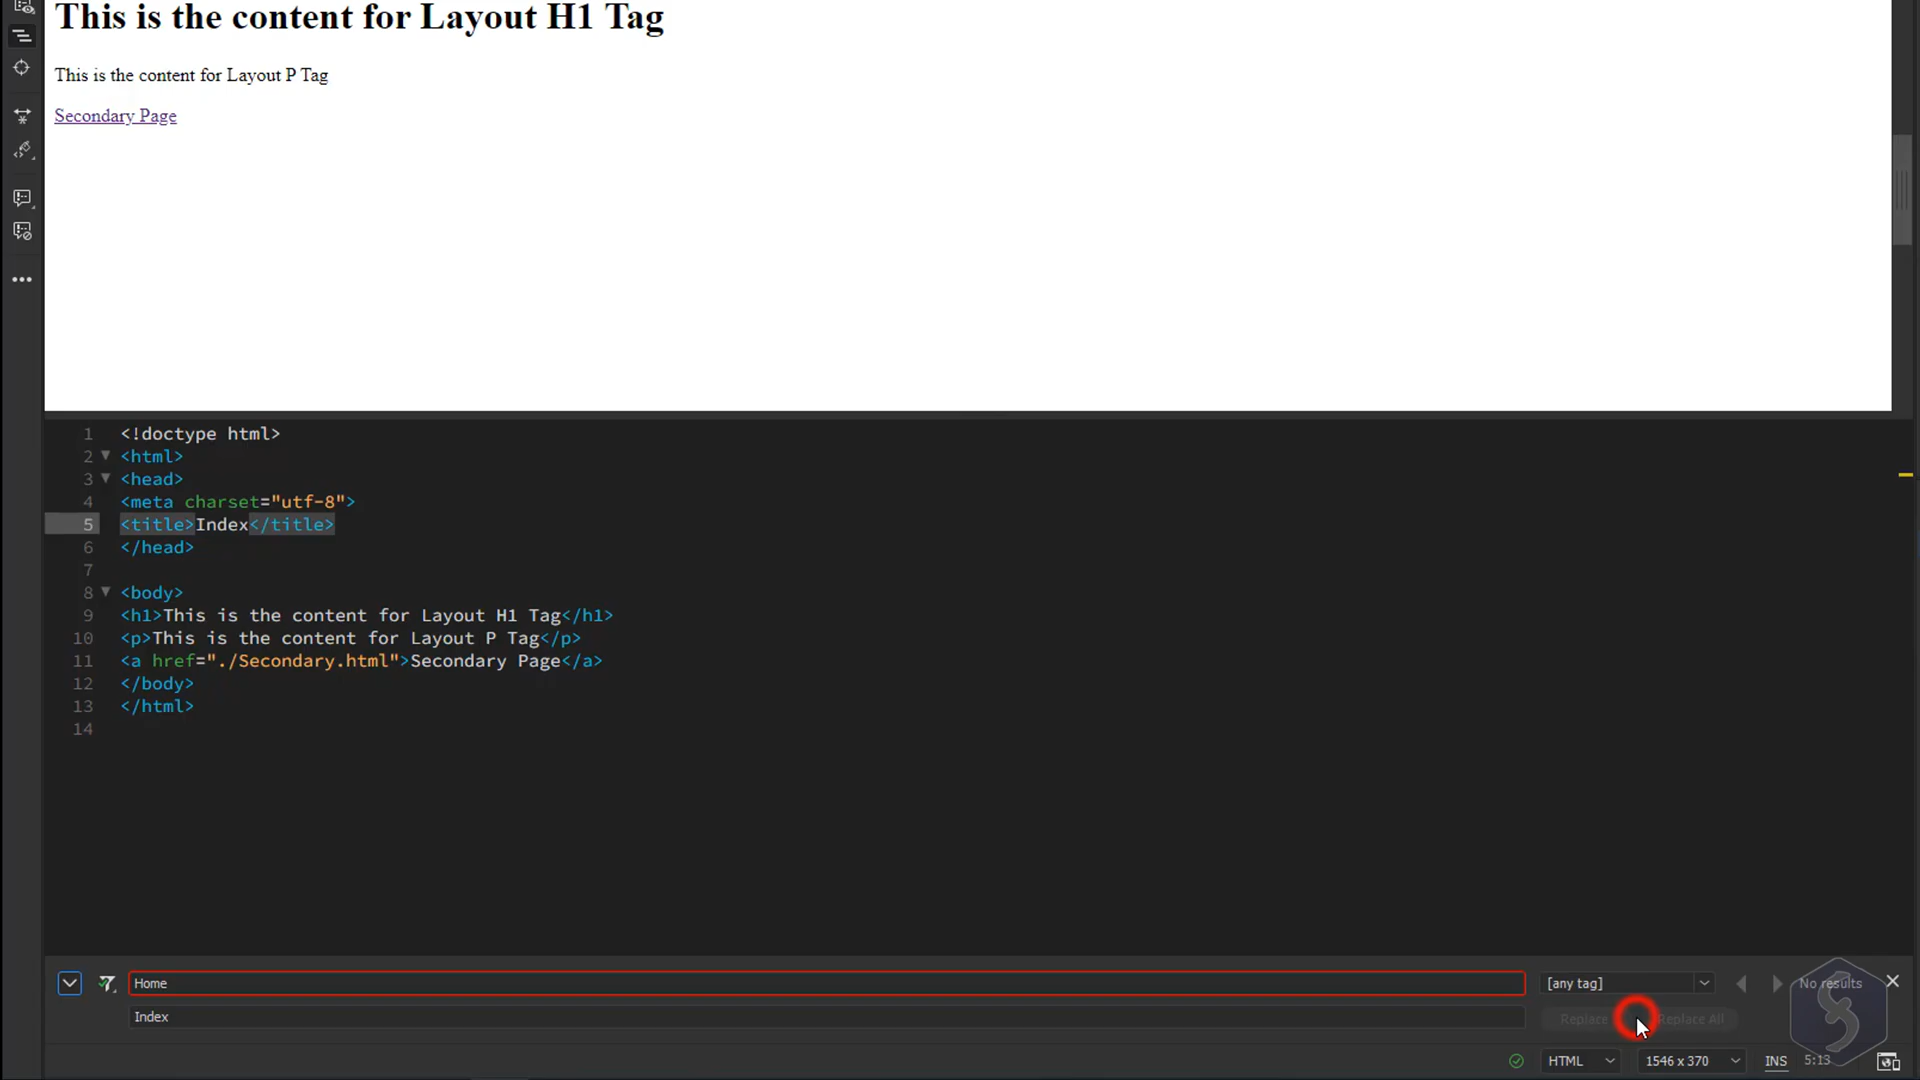 This is the content for Layout H1 Tag
This is the content for Layout P Tag
Secondary Page
1 <!doctype html>
2 <html>
3 <head>
4 <meta charset="utf-8">
5 <title>Index</title>
6 </head>
7
8 <body>
9 <h1>This is the content for Layout H1 Tag</h1>
10 <p>This is the content for Layout P Tag</p>
11 <a href="./Secondary.html">Secondary Page</a>
12 </body>
13 </html>
14
Home [any tag] No results
Index Replace Replace All
HTML 1546 x 370 INS 5:13